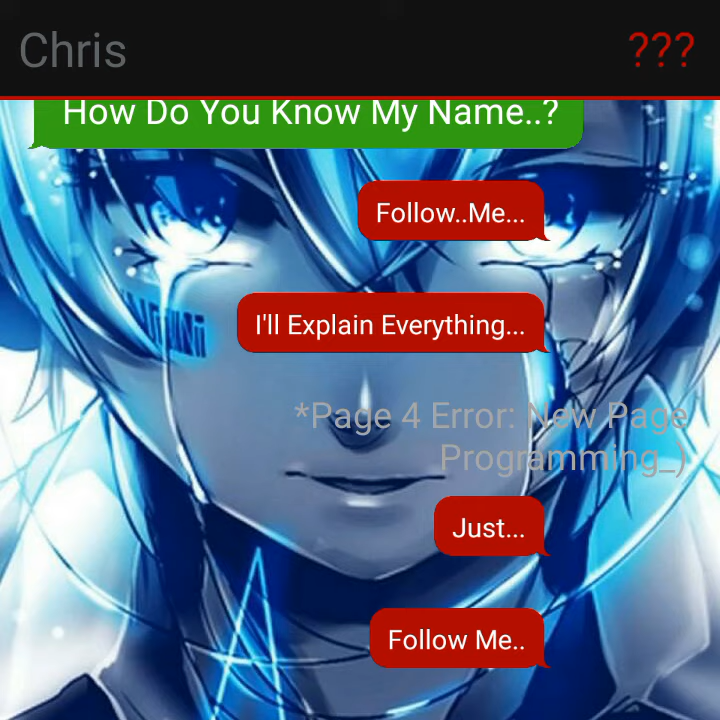 Chris
???
How Do You Know My Name..?
Follow..Me...
I'll Explain Everything...
*Page 4 Error: New Page
Programming_)
Just...
Follow Me..